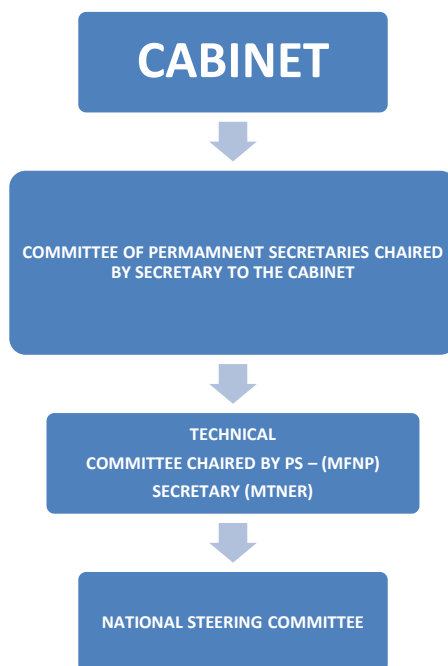 CABINET
COMMITTEE OF PERMAMNENT SECRETARIES CHAIRED
BY SECRETARY TO THE CABINET
TECHNICAL
COMMITTEE CHAIRED BY PS – (MFNP)
SECRETARY (MTNER)
NATIONAL STEERING COMMITTEE